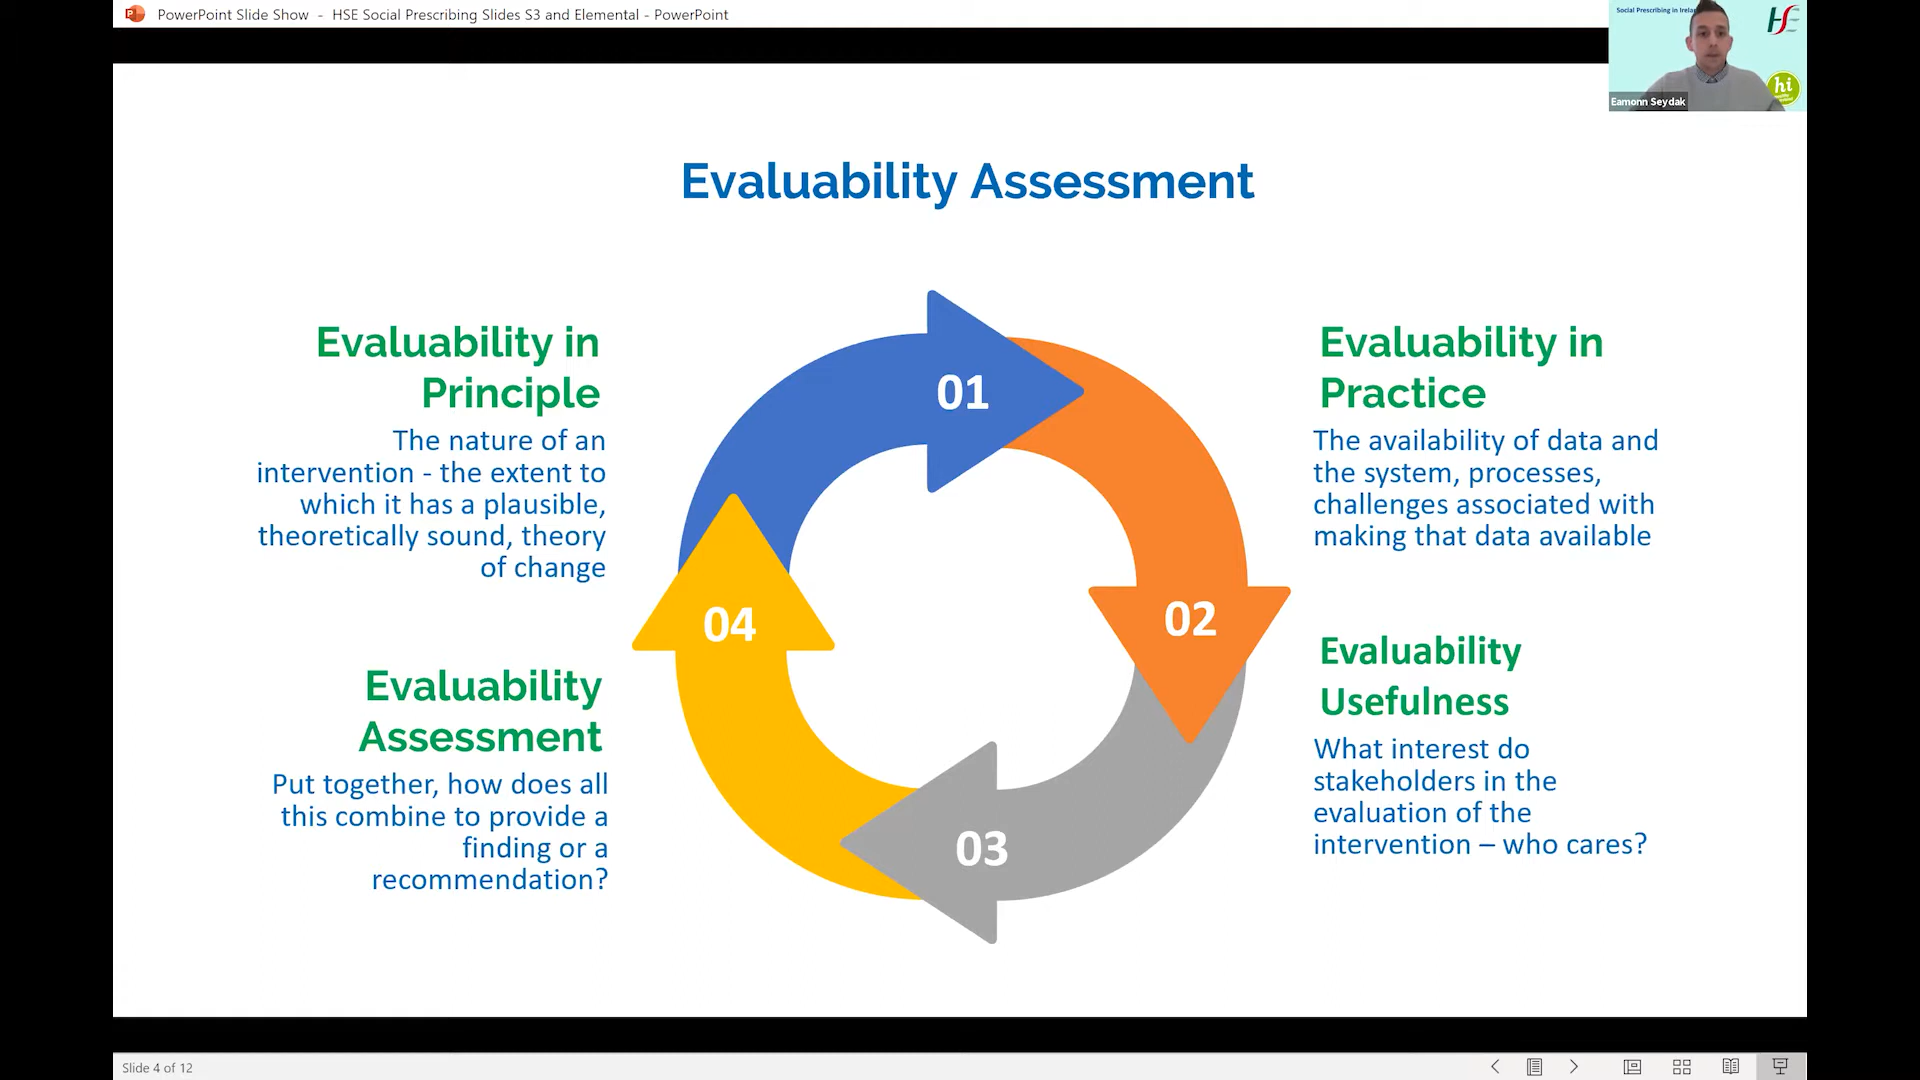 PowerPoint Slide Show - HSE Social Prescribing Slides S3 and Elemental - PowerPoint
Social Prescribing in
Eamonn Seydak
hi
Evaluability Assessment
Evaluability in
Principle
The nature of an
intervention - the extent to
which it has a plausible,
theoretically sound, theory
of change
01
Evaluability in
Practice
The availability of data and
the system, processes,
challenges associated with
making that data available
02
Evaluability
Usefulness
What interest do
stakeholders in the
evaluation of the
intervention – who cares?
03
Evaluability
Assessment
Put together, how does all
this combine to provide a
finding or a
recommendation?
04
Slide 4 of 12